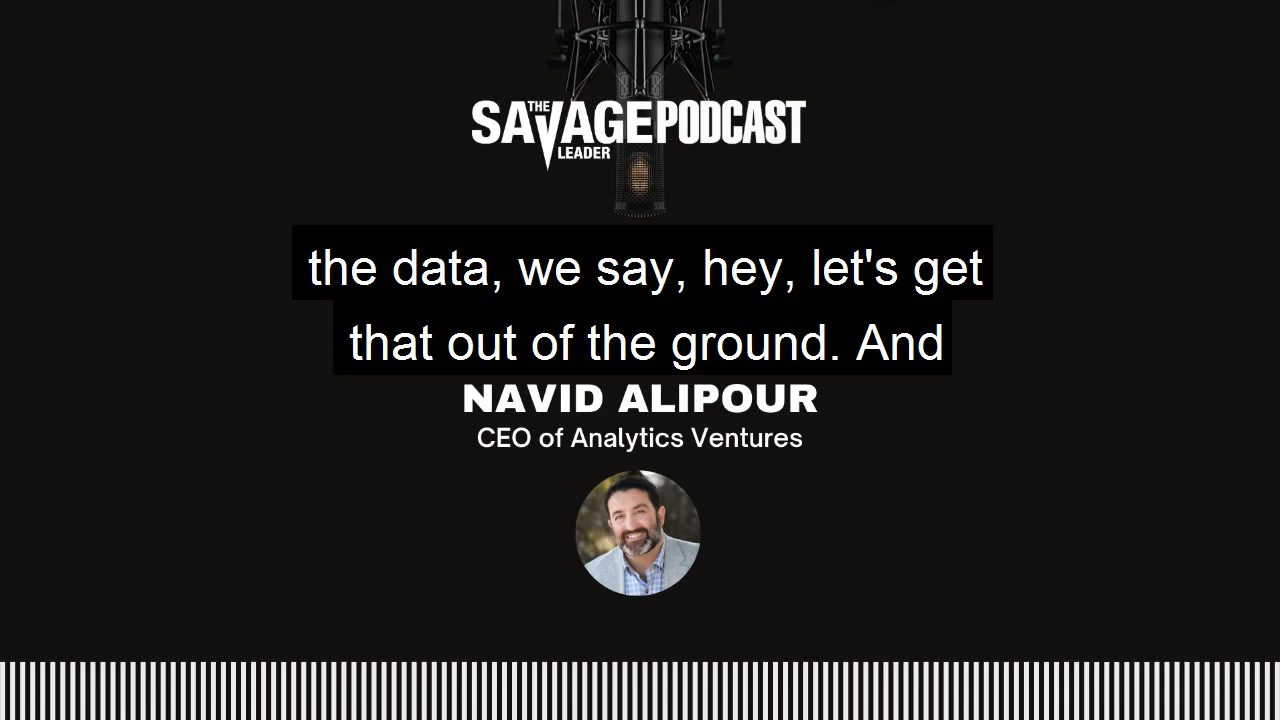 THE SAVAGE PODCAST
LEADER
the data, we say, hey, let's get
that out of the ground. And
NAVID ALIPOUR
CEO of Analytics Ventures